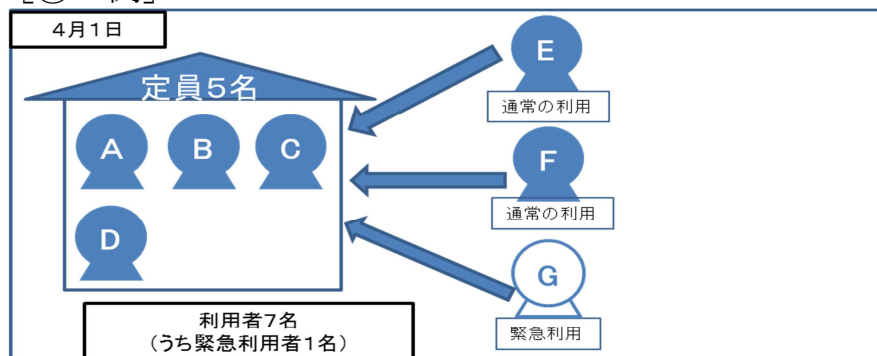 4月1日
定員5名
A
B
C
D
E
通常の利用
F
通常の利用
G
緊急利用
利用者7名
(うち緊急利用者1名)